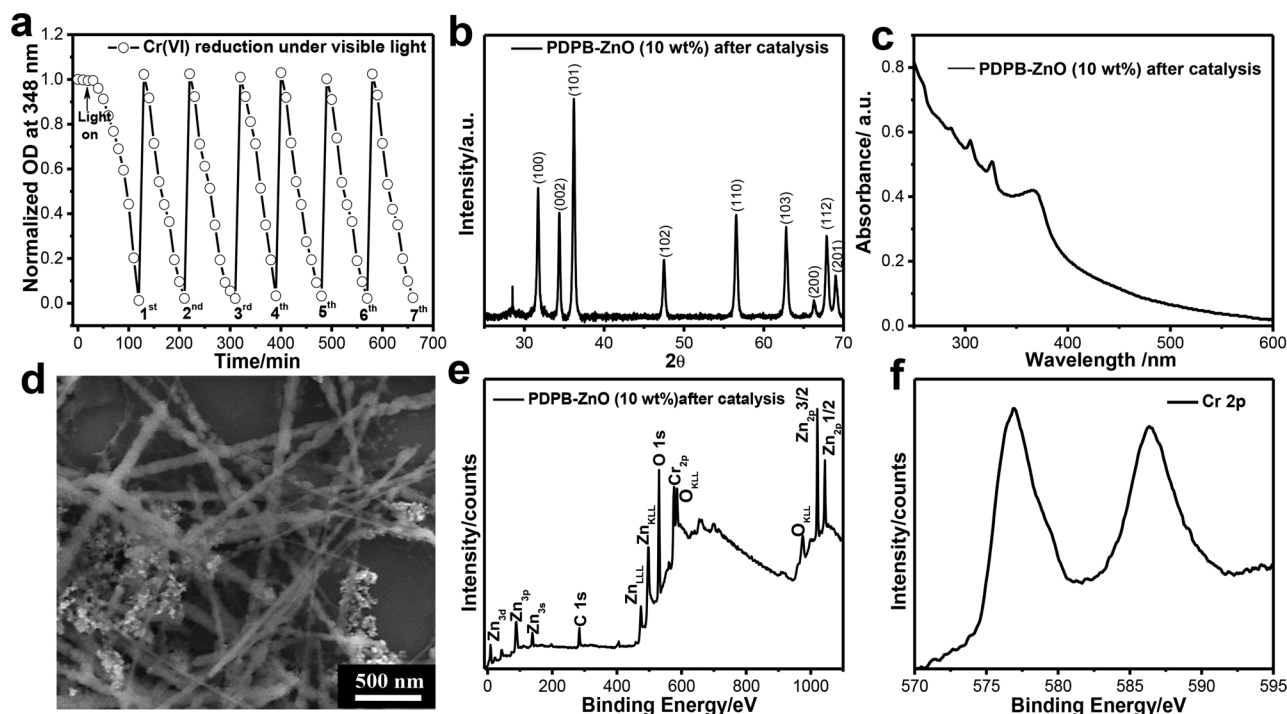 a
Cr(VI) reduction under visible light
Normalized OD at 348 nm
1.2
1.0
0.8
0.6
0.4
0.2
0.0
Light
on
1st 2nd 3rd 4th 5th 6th 7th
0 100 200 300 400 500 600 700
Time/min
b
PDPB-ZnO (10 wt%) after catalysis
Intensity/a.u.
(100)
(002)
(101)
(102)
(110)
(103)
(200)
(112)
(201)
30 40 50 60 70
2θ
c
PDPB-ZnO (10 wt%) after catalysis
Absorbance/ a.u.
0.8
0.6
0.4
0.2
0.0
300 400 500 600
Wavelength /nm
d
500 nm
e
PDPB-ZnO (10 wt%)after catalysis
Intensity/counts
Zn3d
Zn3p
Zn3s
C 1s
ZnLLL
ZnKLL
O 1s
Cr2p
OKLL
OKLL
Zn2p3/2
Zn2p1/2
0 200 400 600 800 1000
Binding Energy/eV
f
Cr 2p
Intensity/counts
570 575 580 585 590 595
Binding Energy/eV